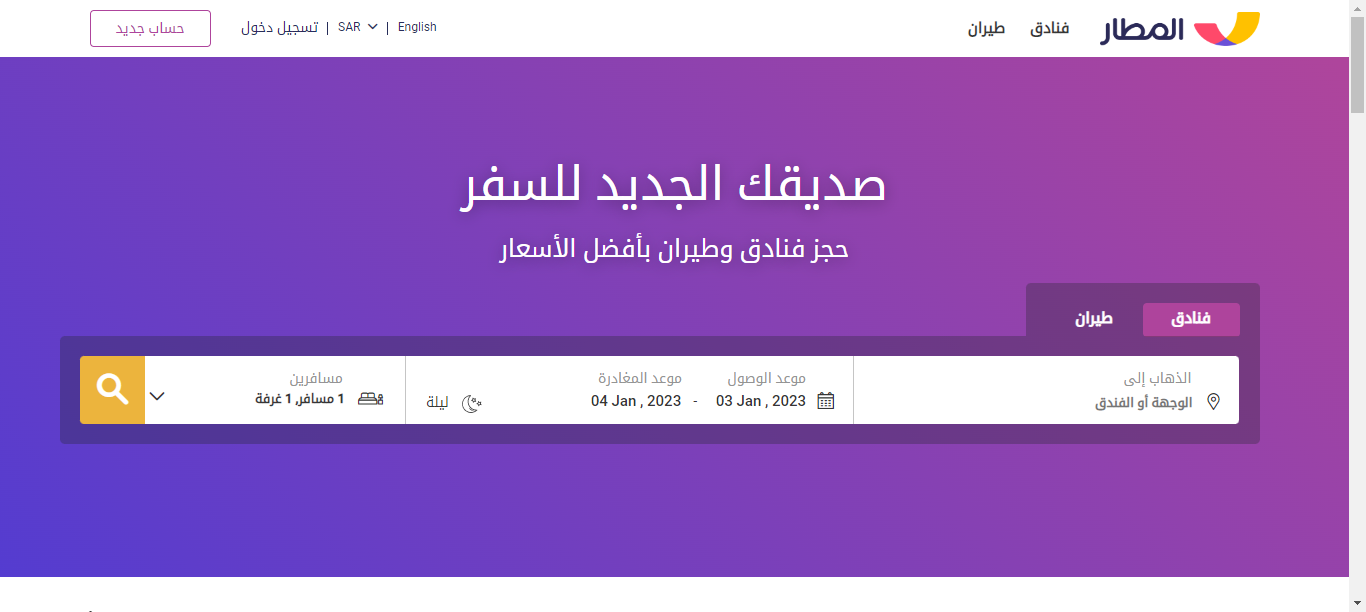 المطار
فنادق
طيران
English | SAR | تسجيل دخول
حساب جديد
صديقك الجديد للسفر
حجز فنادق وطيران بأفضل الأسعار
فنادق
طيران
الذهاب إلى
الوجهة أو الفندق
موعد الوصول
03 Jan , 2023
-
موعد المغادرة
04 Jan , 2023
ليلة
مسافرين
1 مسافر, 1 غرفة